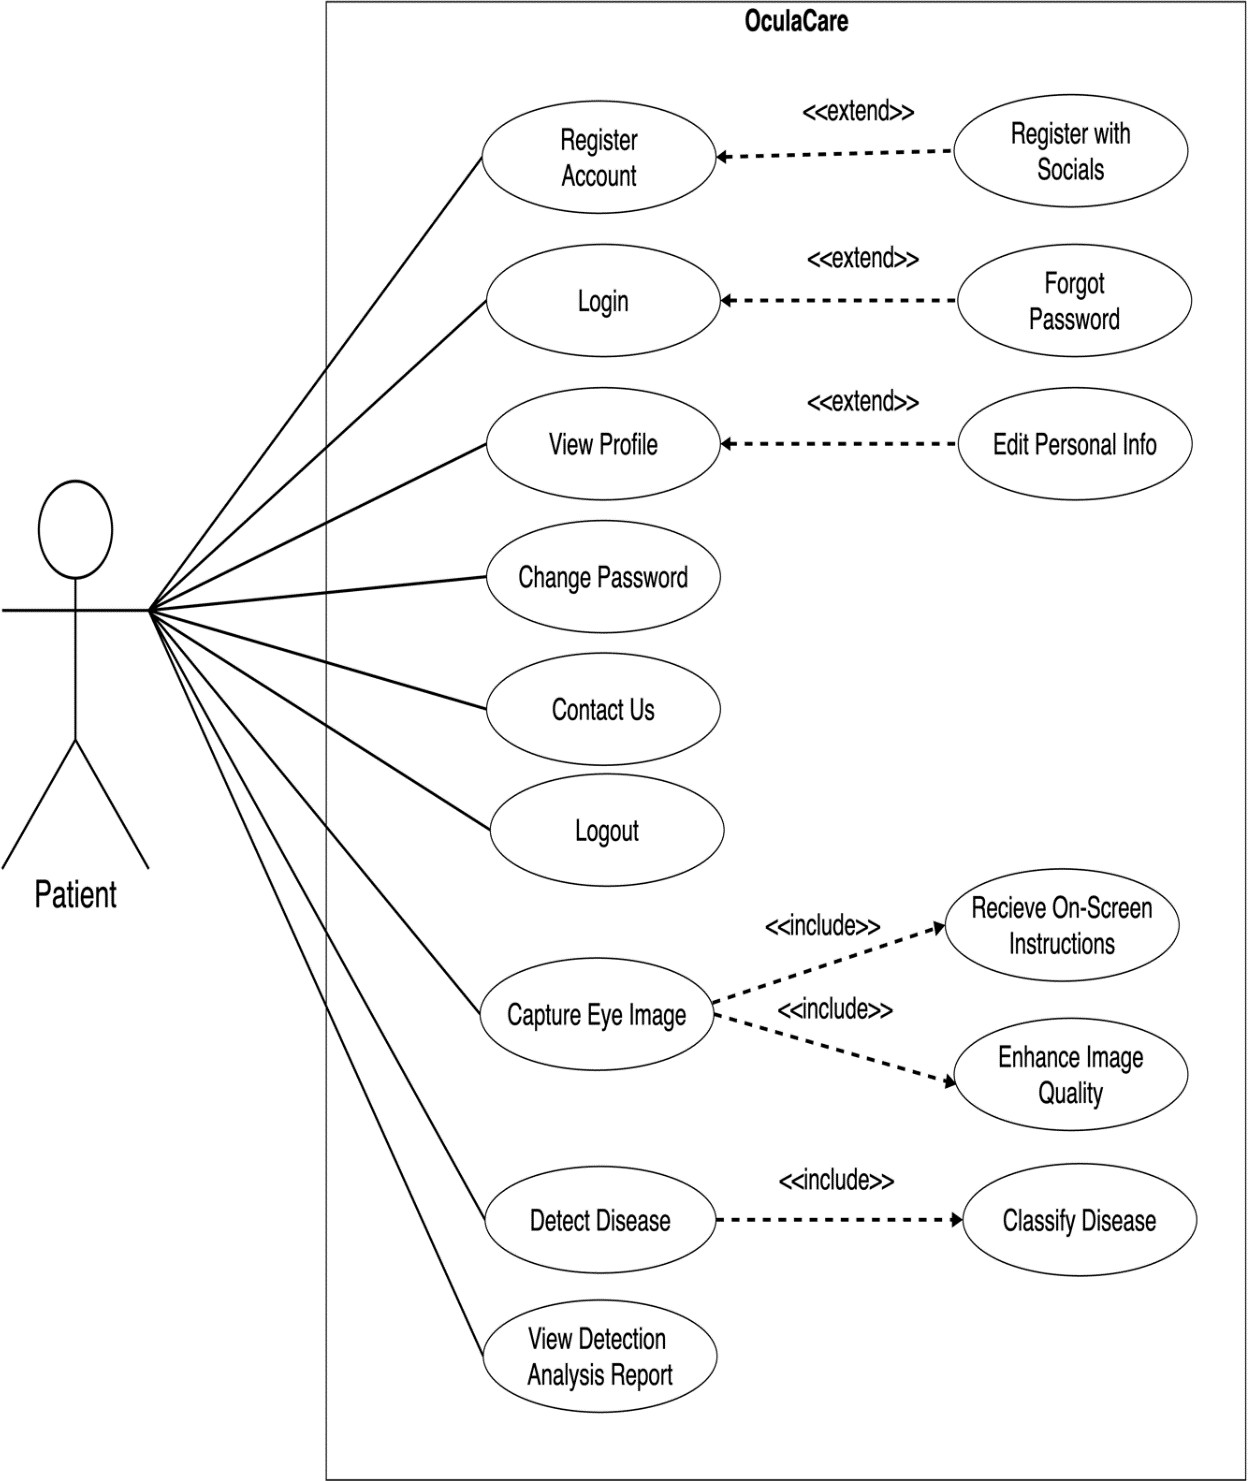 OculaCare
Register
Account
<<extend>>
Register with
Socials
Login
<<extend>>
Forgot
Password
View Profile
<<extend>>
Edit Personal Info
Change Password
Contact Us
Logout
Patient
Capture Eye Image
<<include>>
Recieve On-Screen
Instructions
<<include>>
Enhance Image
Quality
Detect Disease
<<include>>
Classify Disease
View Detection
Analysis Report